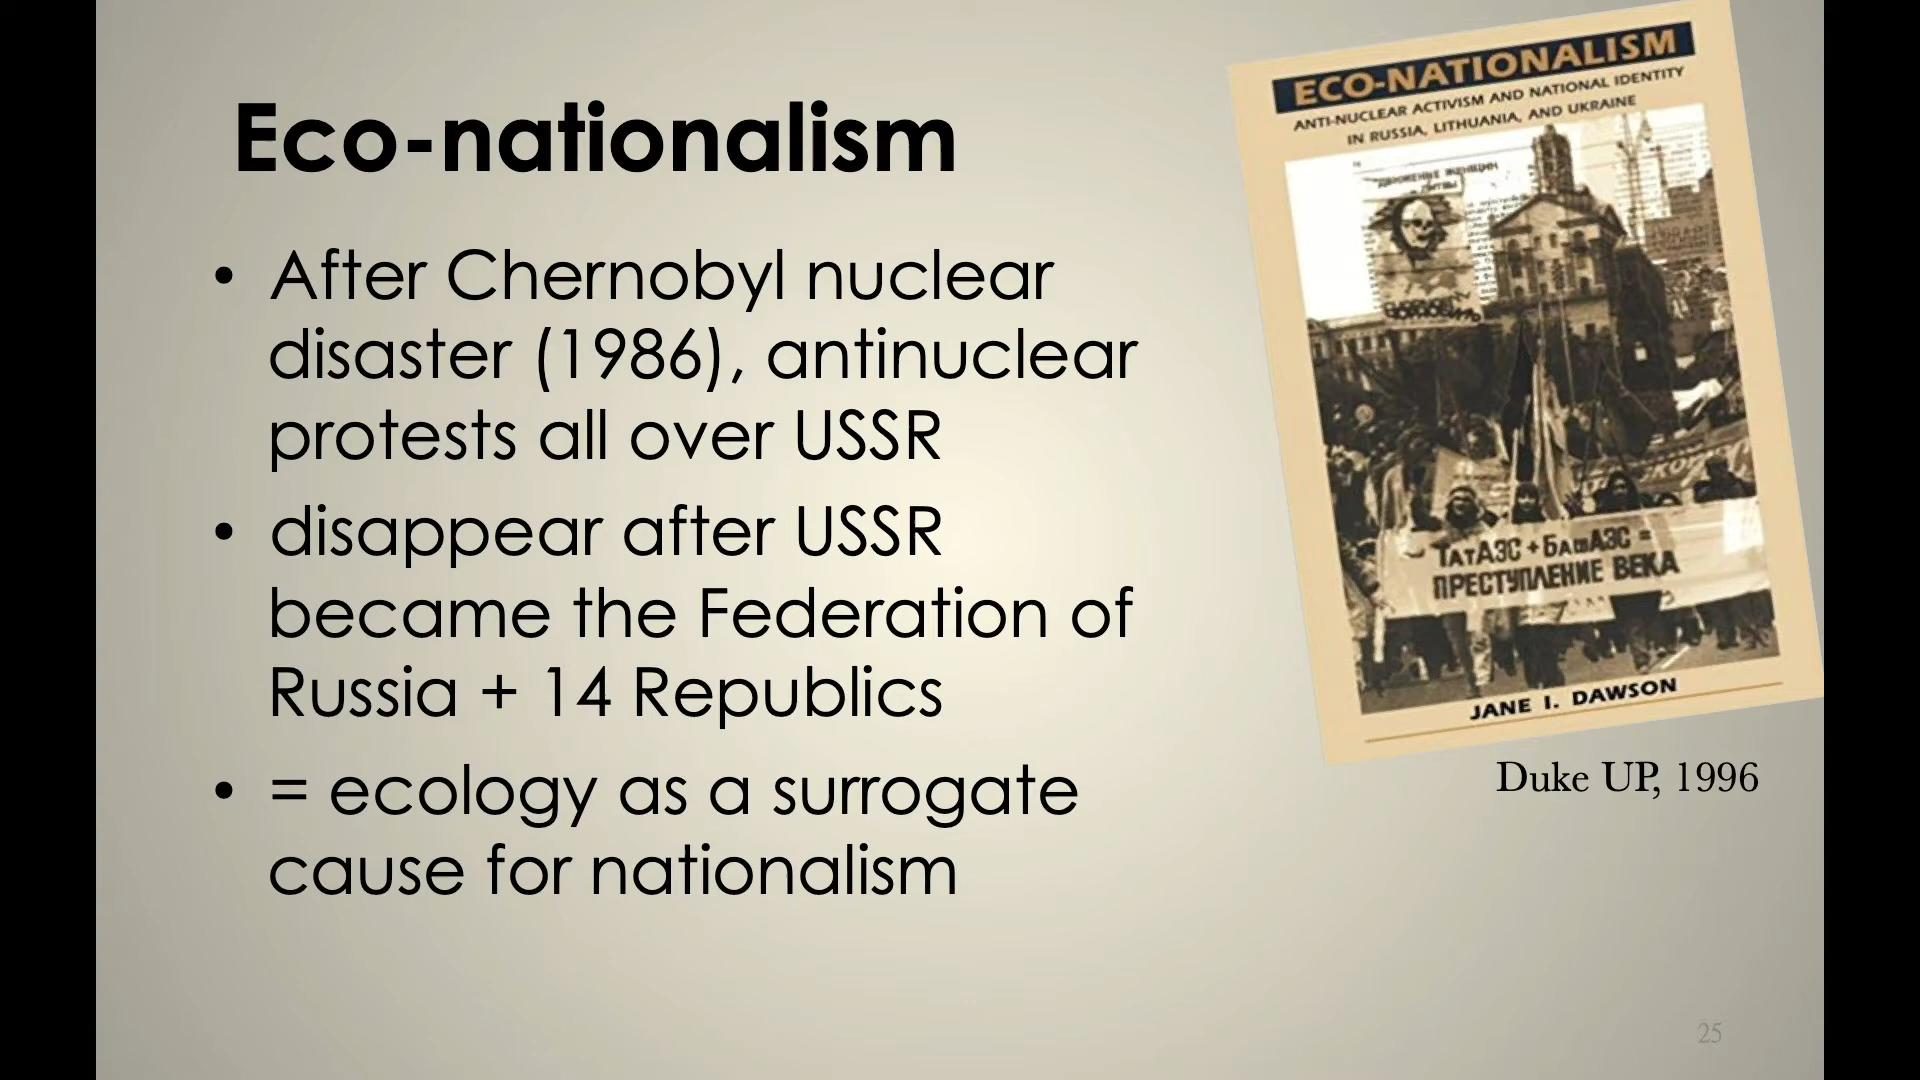 Eco-nationalism
• After Chernobyl nuclear
disaster (1986), antinuclear
protests all over USSR
• disappear after USSR
became the Federation of
Russia + 14 Republics
• = ecology as a surrogate
cause for nationalism
ECO-NATIONALISM
ANTI-NUCLEAR ACTIVISM AND NATIONAL IDENTITY
IN RUSSIA, LITHUANIA, AND UKRAINE
ТатАЭС + БашАЭС =
ПРЕСТУПЛЕНИЕ ВЕКА
JANE I. DAWSON
Duke UP, 1996
25